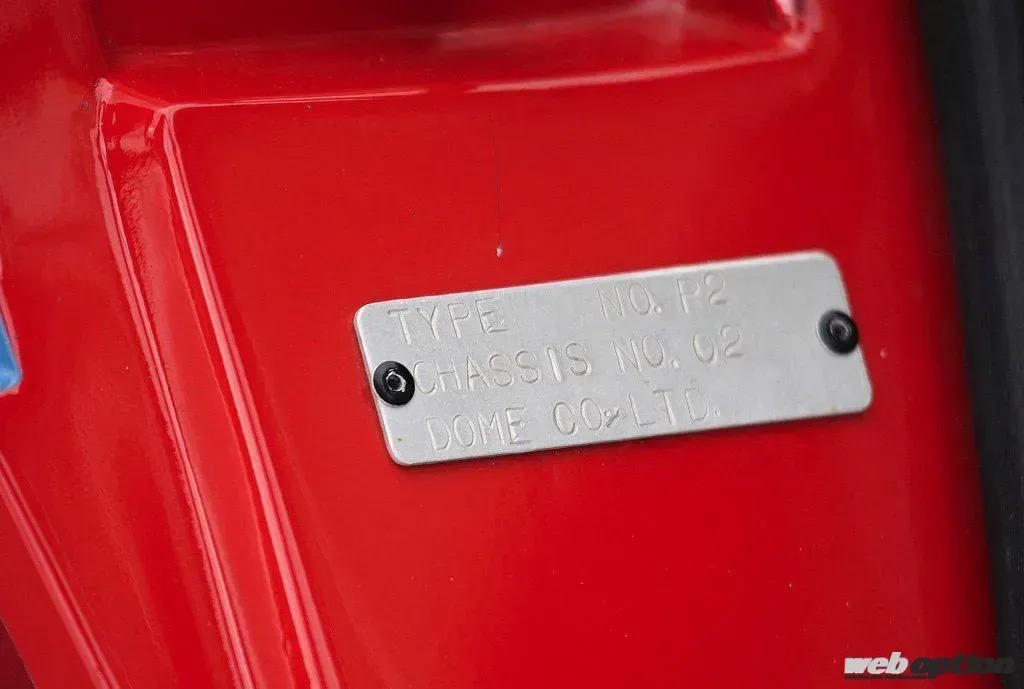 TYPE NO. P2
CHASSIS NO. 02
DOME CO. LTD.
web option